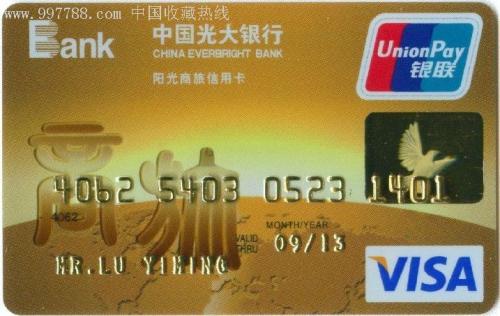 www.997788.com 中国收藏热线
Bank
中国光大银行
CHINA EVERBRIGHT BANK
阳光商旅信用卡
UnionPay
银联
商旅
4062 5403 0523 1401
4062
MONTH/YEAR
VALID THRU
09/13
MR.LU YIMING
VISA